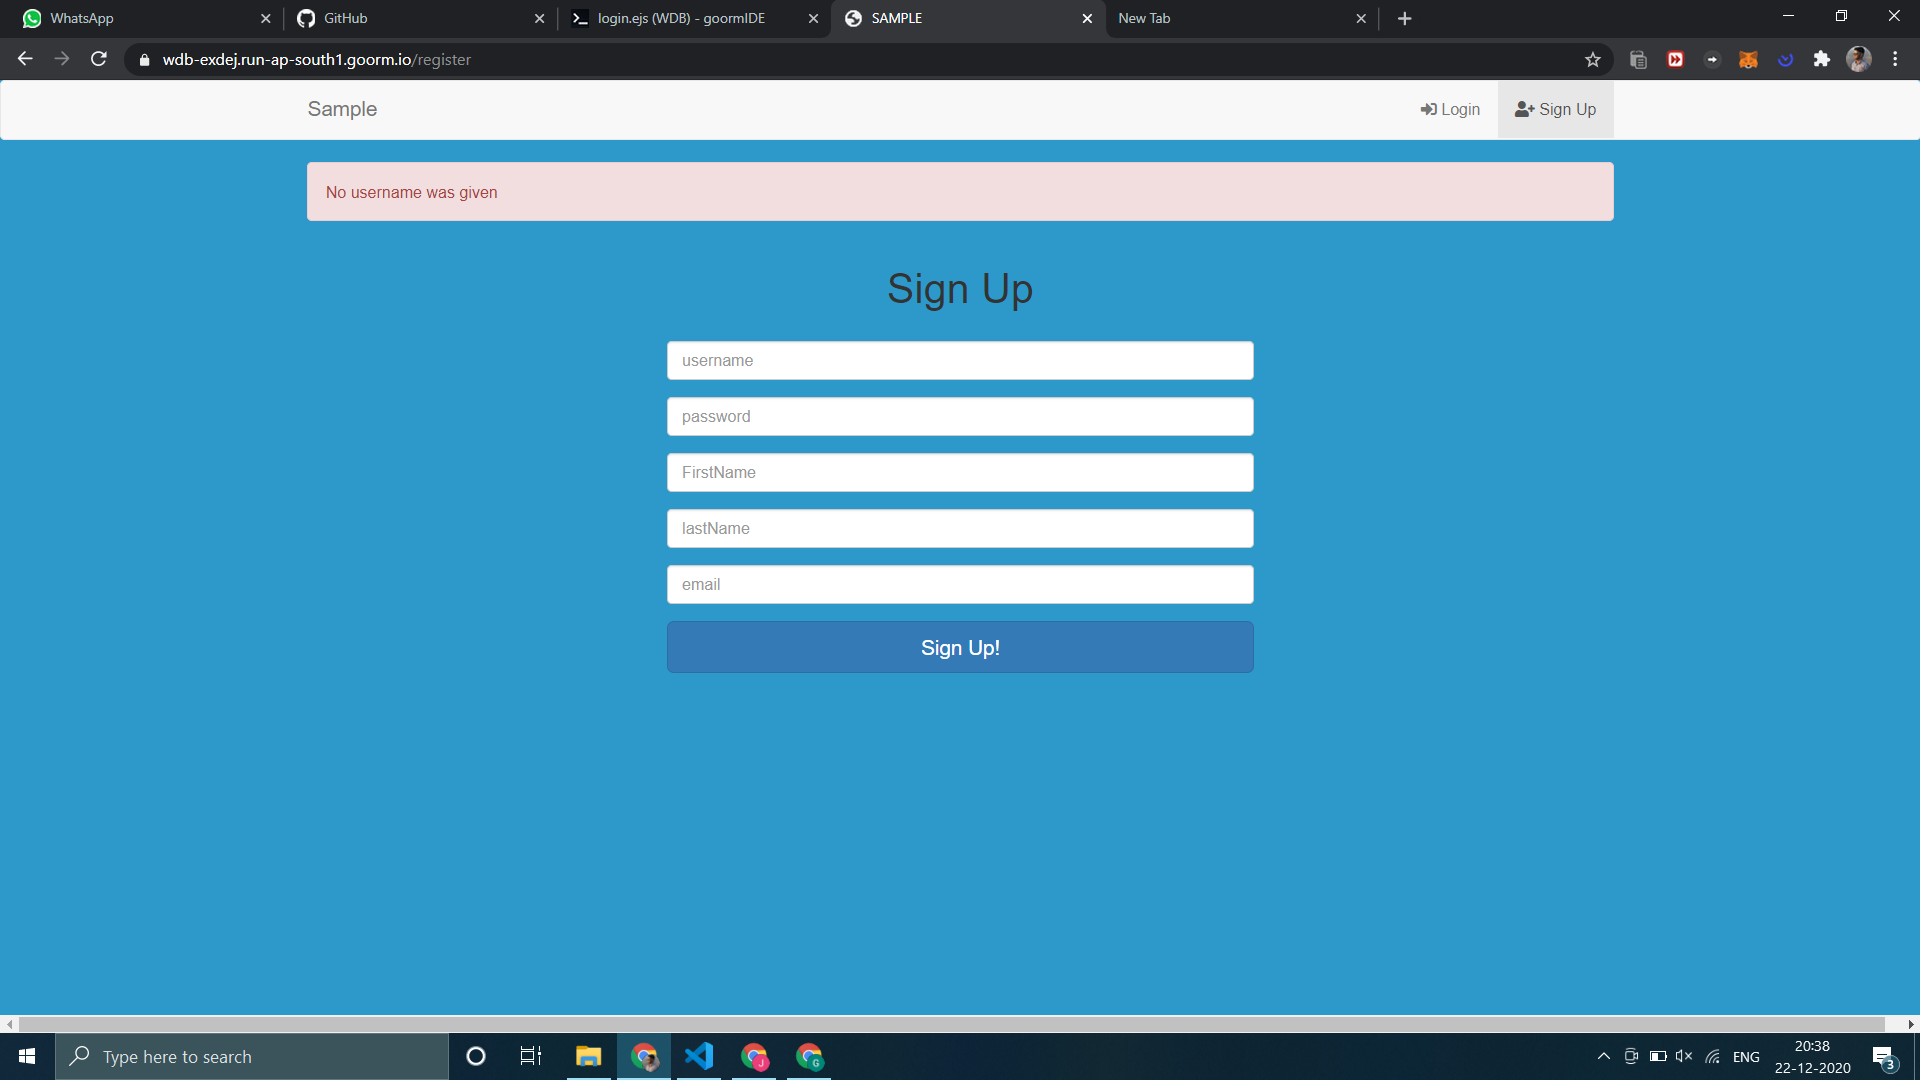 WhatsApp
GitHub
login.ejs (WDB) - goormIDE
SAMPLE
New Tab
wdb-exdej.run-ap-south1.goorm.io/register
Sample
Login
Sign Up
No username was given
Sign Up
username
password
FirstName
lastName
email
Sign Up!
Type here to search
J
G
ENG
20:38
22-12-2020
3